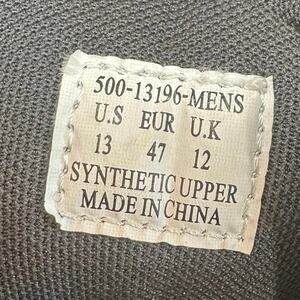 500-13196-MENS
U.S EUR U.K
13 47 12
SYNTHETIC UPPER
MADE IN CHINA